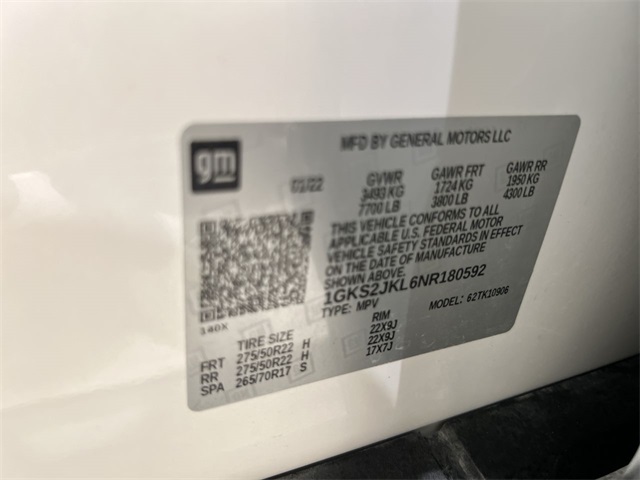 gm
MFD BY GENERAL MOTORS LLC
01/22
GVWR GAWR FRT GAWR RR
3493 KG 1724 KG 1950 KG
7700 LB 3800 LB 4300 LB
THIS VEHICLE CONFORMS TO ALL
APPLICABLE U.S. FEDERAL MOTOR
VEHICLE SAFETY STANDARDS IN EFFECT
ON THE DATE OF MANUFACTURE
SHOWN ABOVE.
1GKS2JKL6NR180592
TYPE: MPV MODEL: 62TK10906
140X
TIRE SIZE RIM
FRT 275/50R22 H 22X9J
RR 275/50R22 H 22X9J
SPA 265/70R17 S 17X7J